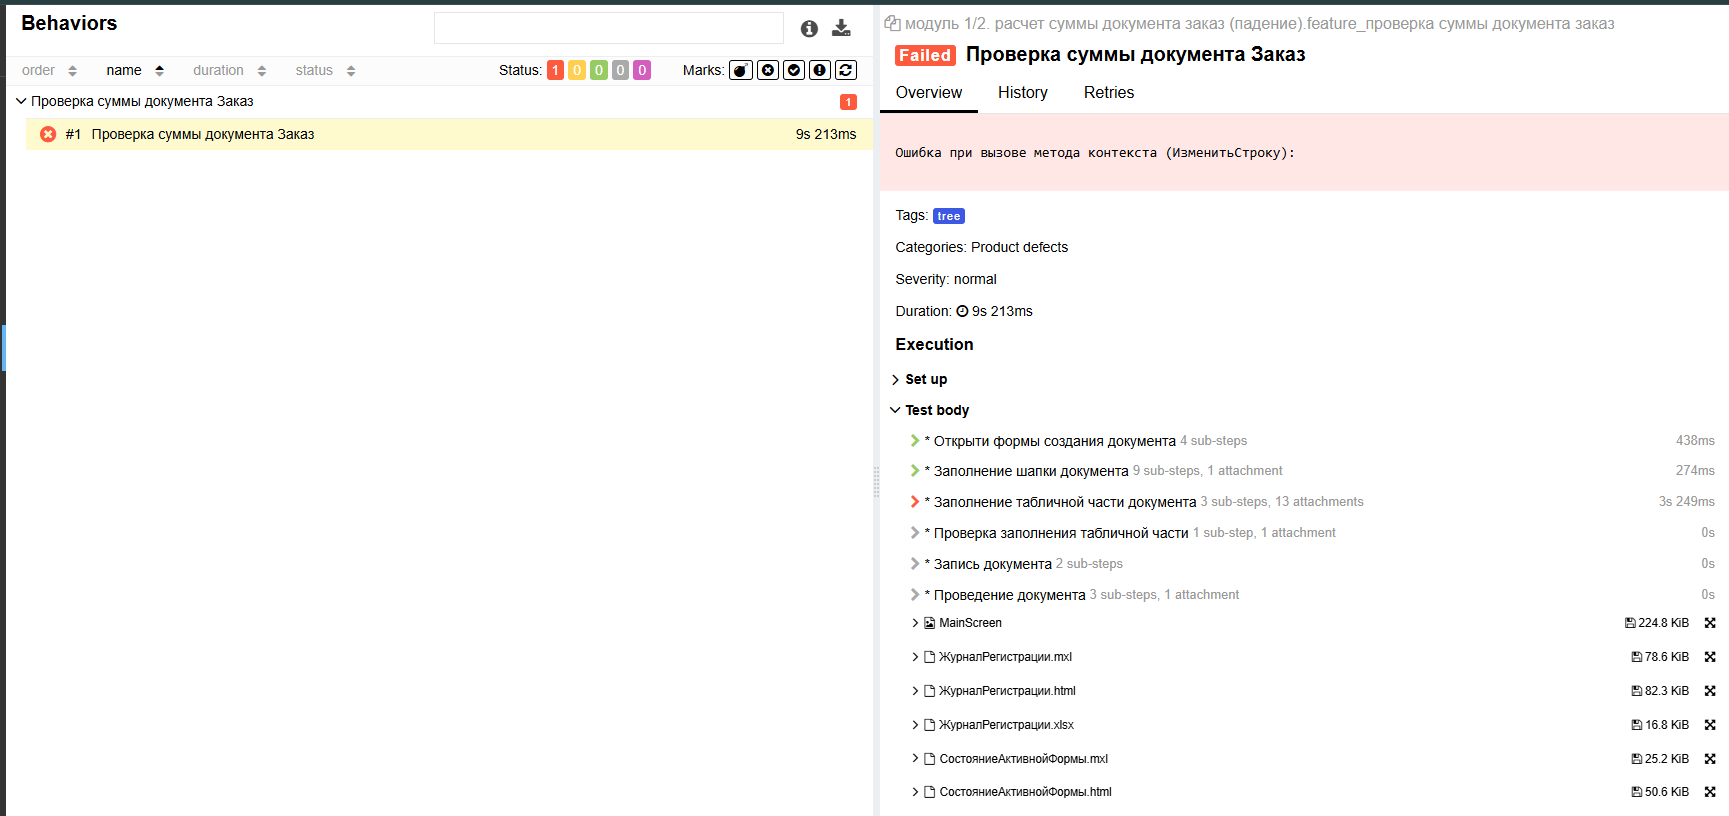 Behaviors
order name duration status Status: 1 0 0 0 0 Marks:
Проверка суммы документа Заказ 1
#1 Проверка суммы документа Заказ 9s 213ms
модуль 1/2. расчет суммы документа заказ (падение).feature_проверка суммы документа заказ
Failed Проверка суммы документа Заказ
Overview History Retries
Ошибка при вызове метода контекста (ИзменитьСтроку):
Tags: tree
Categories: Product defects
Severity: normal
Duration: 9s 213ms
Execution
Set up
Test body
* Открыти формы создания документа 4 sub-steps 438ms
* Заполнение шапки документа 9 sub-steps, 1 attachment 274ms
* Заполнение табличной части документа 3 sub-steps, 13 attachments 3s 249ms
* Проверка заполнения табличной части 1 sub-step, 1 attachment 0s
* Запись документа 2 sub-steps 0s
* Проведение документа 3 sub-steps, 1 attachment 0s
MainScreen 224.8 KiB
ЖурналРегистрации.mxl 78.6 KiB
ЖурналРегистрации.html 82.3 KiB
ЖурналРегистрации.xlsx 16.8 KiB
СостояниеАктивнойФормы.mxl 25.2 KiB
СостояниеАктивнойФормы.html 50.6 KiB